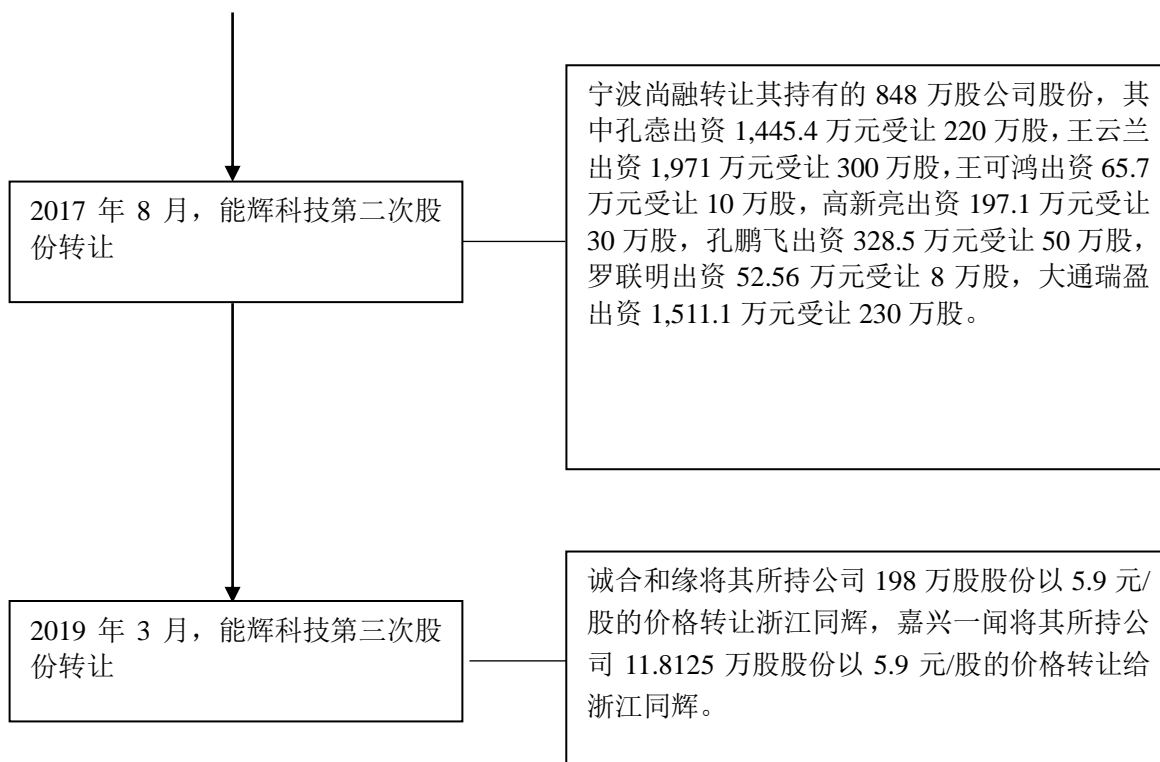 宁波尚融转让其持有的 848 万股公司股份，其
中孔憙出资 1,445.4 万元受让 220 万股，王云兰
出资 1,971 万元受让 300 万股，王可鸿出资 65.7
万元受让 10 万股，高新亮出资 197.1 万元受让
30 万股，孔鹏飞出资 328.5 万元受让 50 万股，
罗联明出资 52.56 万元受让 8 万股，大通瑞盈
出资 1,511.1 万元受让 230 万股。
2017 年 8 月，能辉科技第二次股
份转让
诚合和缘将其所持公司 198 万股股份以 5.9 元/
股的价格转让浙江同辉，嘉兴一闻将其所持公
司 11.8125 万股股份以 5.9 元/股的价格转让给
浙江同辉。
2019 年 3 月，能辉科技第三次股
份转让